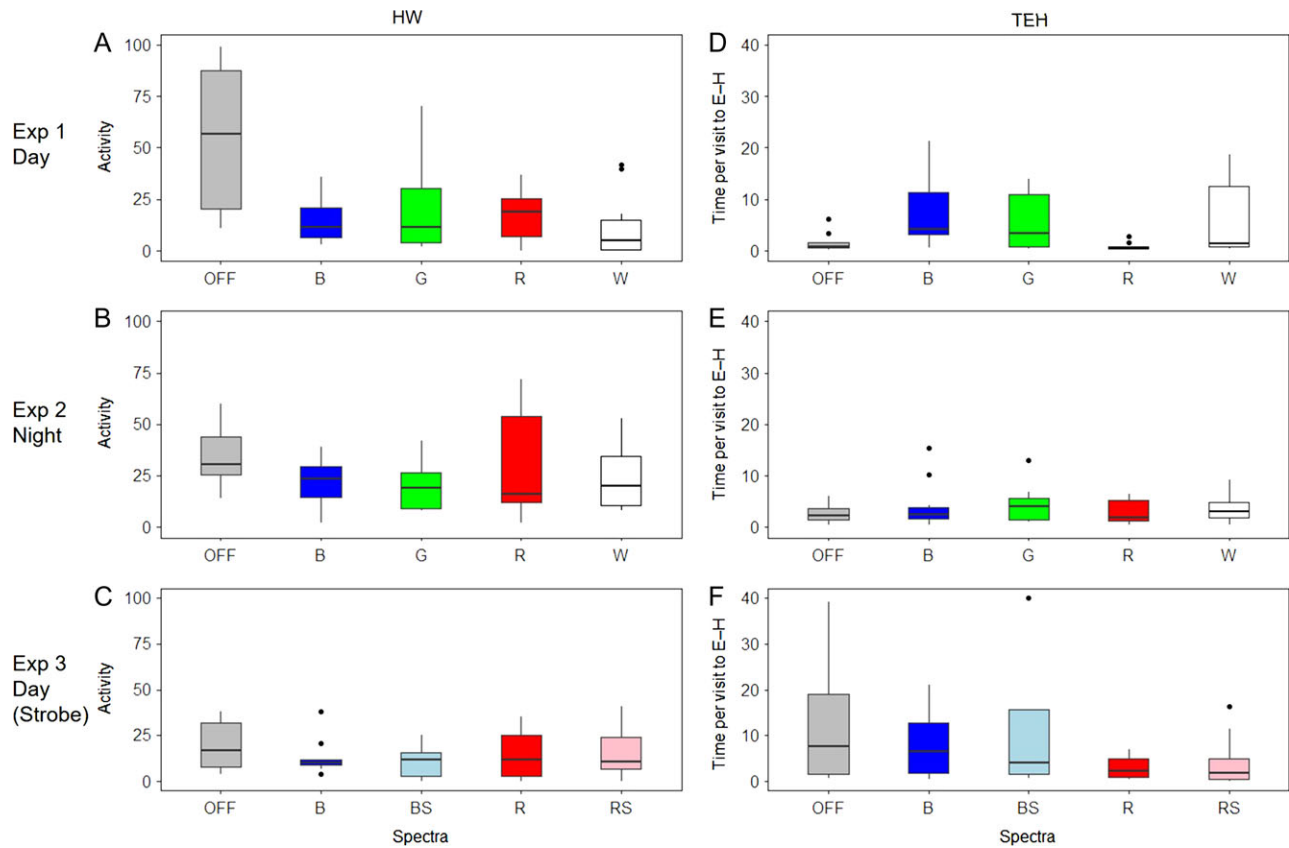 HW
TEH
A
100
75
50
25
0
Activity
OFF B G R W
Exp 1
Day
D
40
30
20
10
0
Time per visit to E–H
OFF B G R W
B
100
75
50
25
0
Activity
OFF B G R W
Exp 2
Night
E
40
30
20
10
0
Time per visit to E–H
OFF B G R W
C
100
75
50
25
0
Activity
OFF B BS R RS
Spectra
Exp 3
Day
(Strobe)
F
40
30
20
10
0
Time per visit to E–H
OFF B BS R RS
Spectra